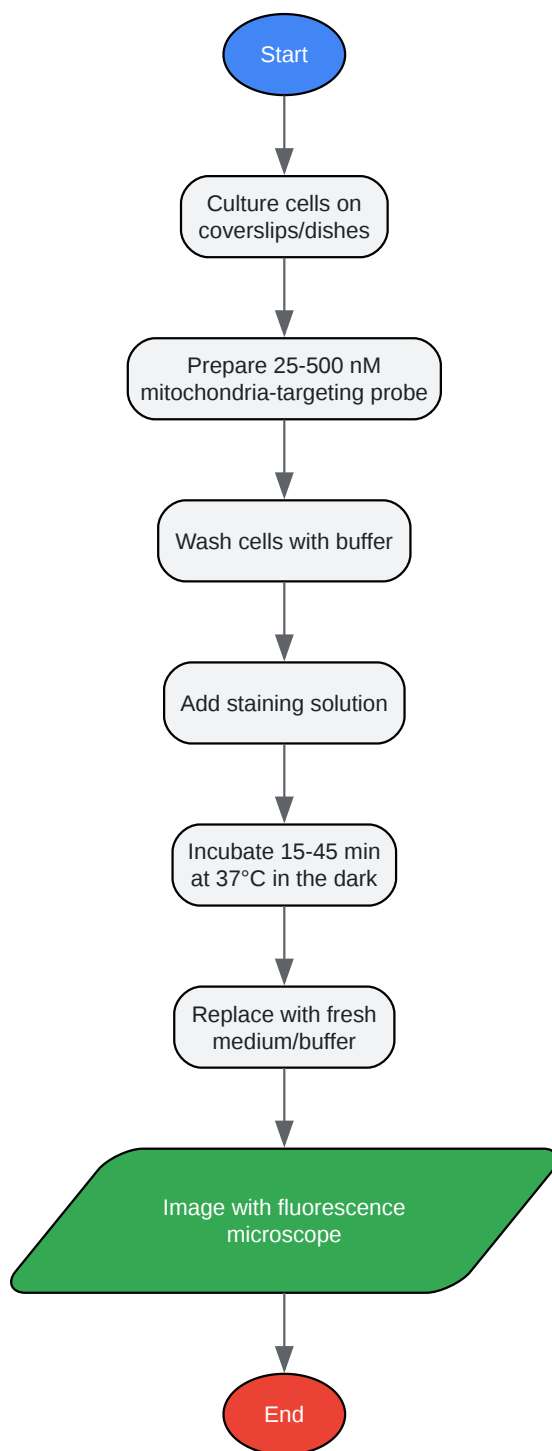 Start
Culture cells on
coverslips/dishes
Prepare 25-500 nM
mitochondria-targeting probe
Wash cells with buffer
Add staining solution
Incubate 15-45 min
at 37°C in the dark
Replace with fresh
medium/buffer
Image with fluorescence
microscope
End